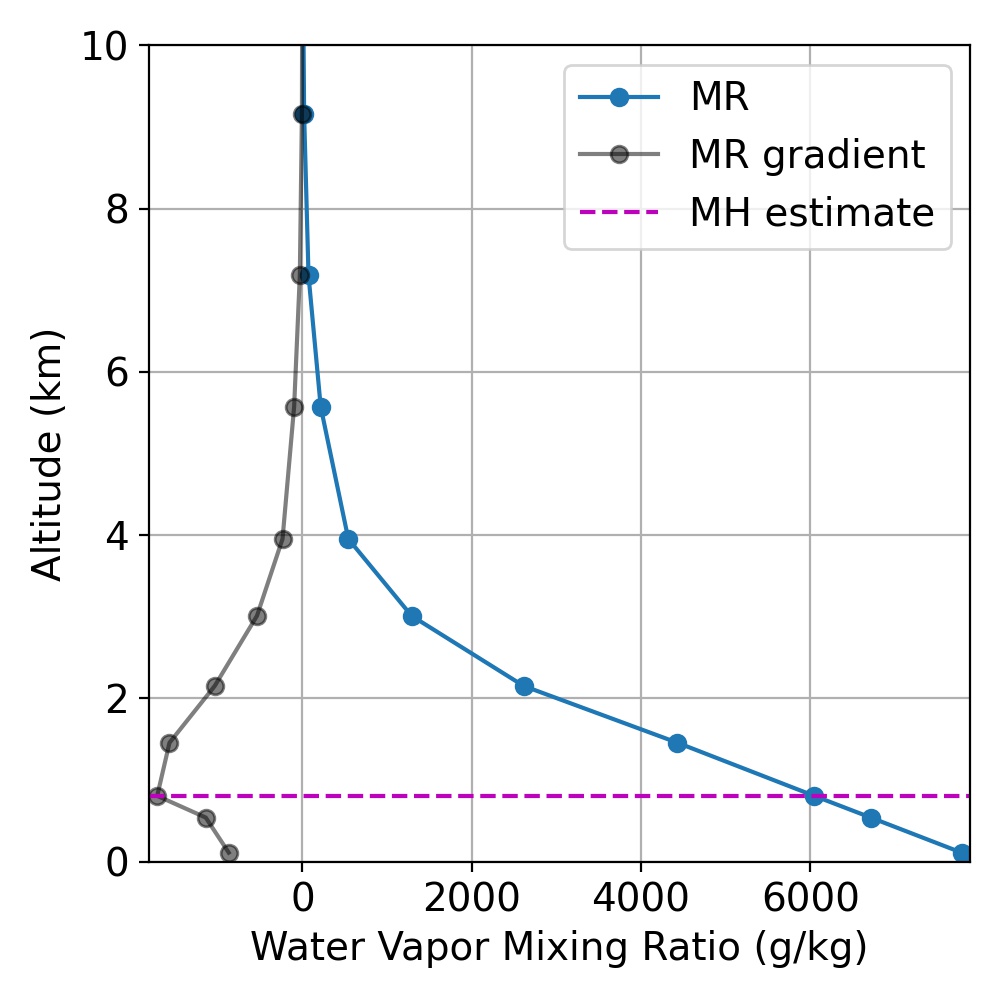 10
8
6
4
2
0
Altitude (km)
MR
MR gradient
MH estimate
0 2000 4000 6000
Water Vapor Mixing Ratio (g/kg)